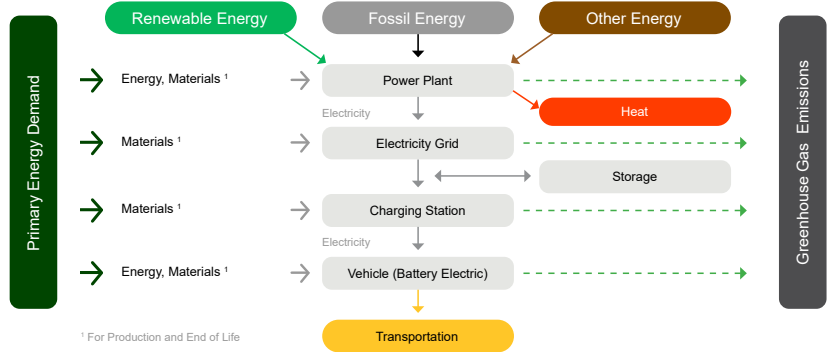 Renewable Energy
Fossil Energy
Other Energy
Primary Energy Demand
Energy, Materials ¹
Power Plant
Electricity
Heat
Materials ¹
Electricity Grid
Storage
Materials ¹
Charging Station
Electricity
Energy, Materials ¹
Vehicle (Battery Electric)
Transportation
Greenhouse Gas Emissions
¹ For Production and End of Life